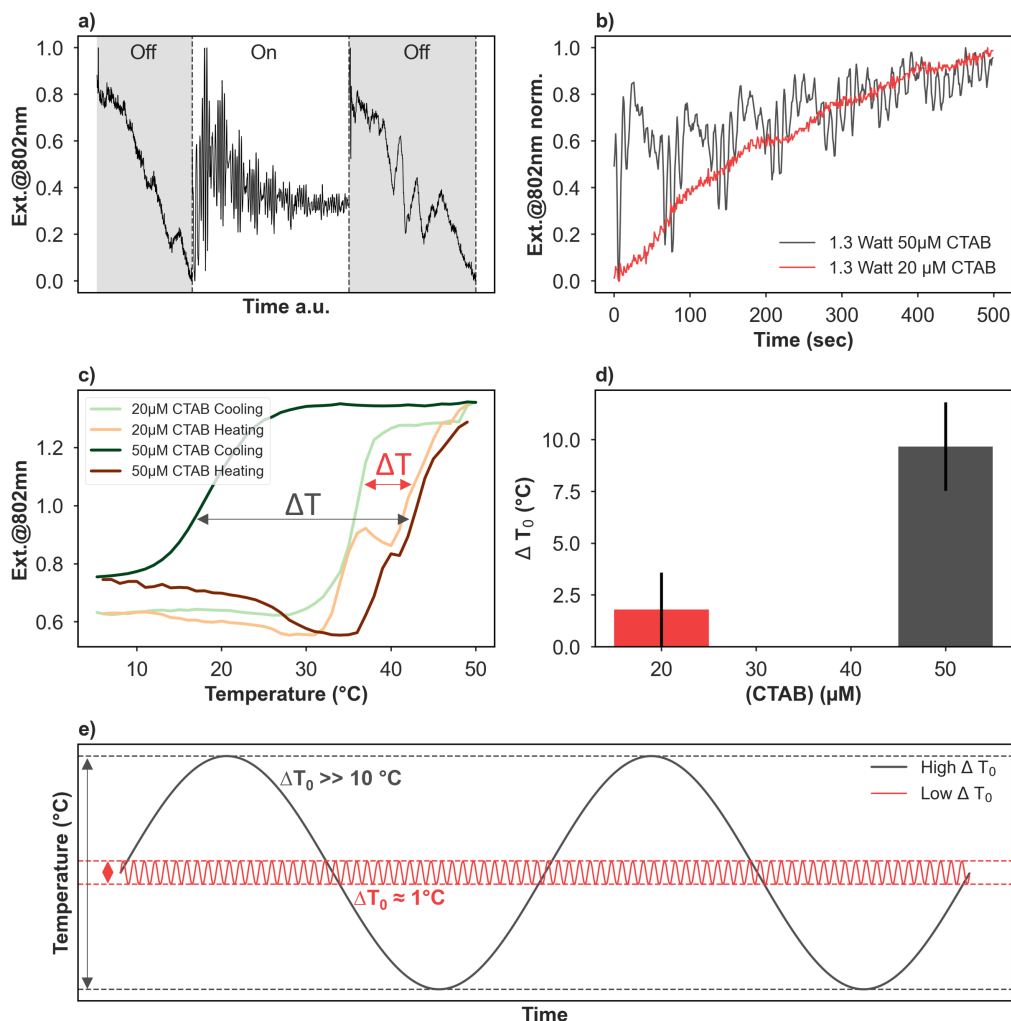 a)
Off
On
Off
1.0
0.8
0.6
0.4
0.2
0.0
Ext.@802nm
Time a.u.
b)
1.0
0.8
0.6
0.4
0.2
0.0
Ext.@802nm norm.
1.3 Watt 50μM CTAB
1.3 Watt 20 μM CTAB
0
100
200
300
400
500
Time (sec)
c)
20μM CTAB Cooling
20μM CTAB Heating
50μM CTAB Cooling
50μM CTAB Heating
ΔT
ΔT
1.2
1.0
0.8
0.6
Ext.@802mn
10
20
30
40
50
Temperature (°C)
d)
10.0
7.5
5.0
2.5
0.0
Δ T₀ (°C)
20
30
40
50
(CTAB) (μM)
e)
ΔT₀ >> 10 °C
High Δ T₀
Low Δ T₀
ΔT₀ ≈ 1°C
Temperature (°C)
Time